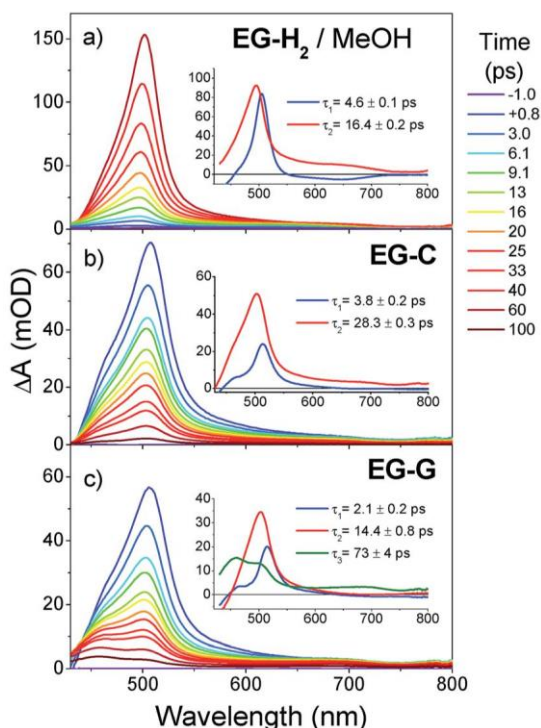 a)
EG-H₂ / MeOH
τ₁= 4.6 ± 0.1 ps
τ₂= 16.4 ± 0.2 ps
100
80
60
40
20
0
500 600 700 800
150
100
50
0
b)
EG-C
τ₁= 3.8 ± 0.2 ps
τ₂= 28.3 ± 0.3 ps
60
40
20
0
500 600 700 800
60
40
20
0
c)
EG-G
τ₁= 2.1 ± 0.2 ps
τ₂= 14.4 ± 0.8 ps
τ₃= 73 ± 4 ps
40
30
20
10
0
500 600 700 800
60
40
20
0
500 600 700 800
ΔA (mOD)
Wavelength (nm)
Time
(ps)
-1.0
+0.8
3.0
6.1
9.1
13
16
20
25
33
40
60
100